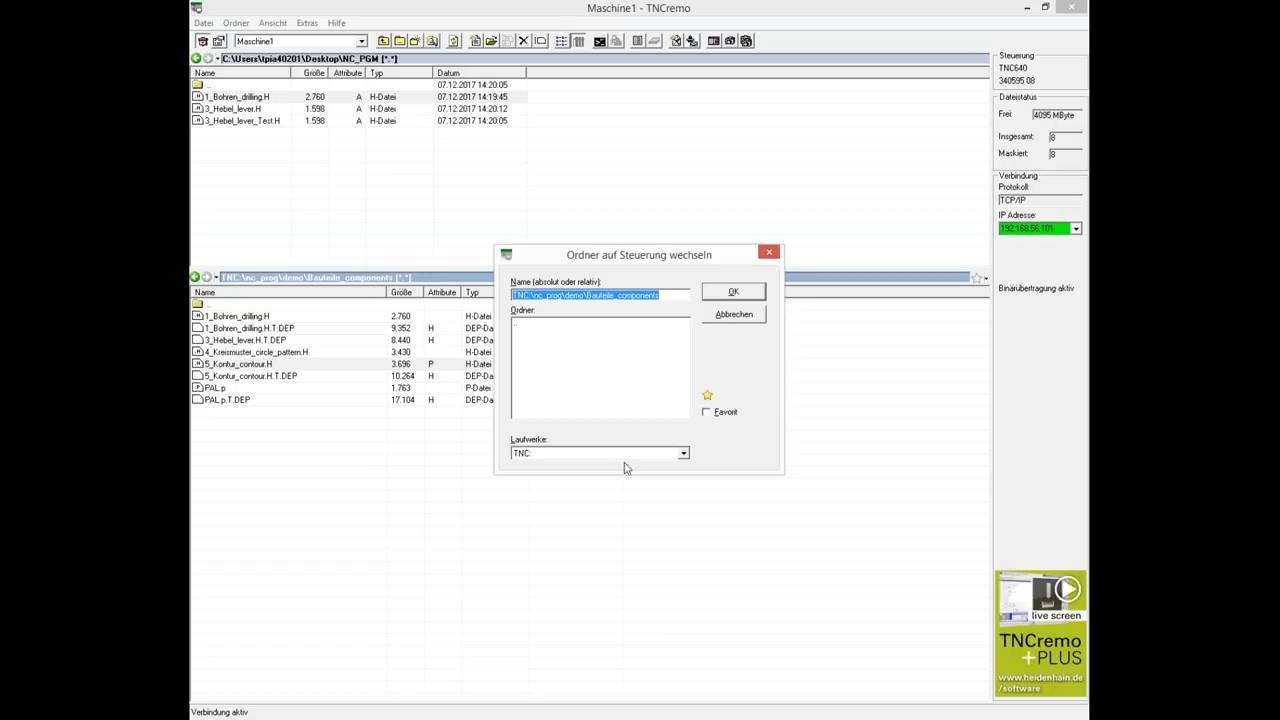 Maschine1 - TNCremo
Datei Ordner Ansicht Extras Hilfe
Maschine1
C:\Users\tpia40201\Desktop\NC_PGM [*.*]
Name Größe Attribute Typ Datum
.. 07.12.2017 14:20:05
1_Bohren_drilling.H 2.760 A H-Datei 07.12.2017 14:19:45
3_Hebel_lever.H 1.598 A H-Datei 07.12.2017 14:20:12
3_Hebel_lever_Test.H 1.598 A H-Datei 07.12.2017 14:20:05
TNC:\nc_prog\demo\Bauteile_components [*.*]
Name Größe Attribute Typ
..
1_Bohren_drilling.H 2.760 H-Datei
1_Bohren_drilling.H.T.DEP 9.352 H DEP-Da
3_Hebel_lever.H.T.DEP 8.440 H DEP-Da
4_Kreismuster_circle_pattern.H 3.430 H-Datei
5_Kontur_contour.H 3.696 P H-Datei
5_Kontur_contour.H.T.DEP 10.264 H DEP-Da
PAL.p 1.763 P-Datei
PAL.p.T.DEP 17.104 H DEP-Da
Ordner auf Steuerung wechseln
Name (absolut oder relativ):
TNC:\nc_prog\demo\Bauteile_components
OK
Ordner:
Abbrechen
..
Favorit
Laufwerke:
TNC:
Steuerung
TNC640
340595 08
Dateistatus
Frei: 4095 MByte
Insgesamt: 8
Maskiert: 8
Verbindung
Protokoll:
TCP/IP
IP Adresse:
192.168.56.101
Binärübertragung aktiv
live screen
TNCremo
+PLUS
www.heidenhain.de
/software
Verbindung aktiv